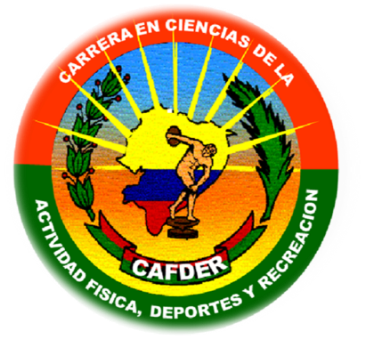 CARRERA EN CIENCIAS DE LA
ACTIVIDAD FISICA, DEPORTES Y RECREACION
CAFDER